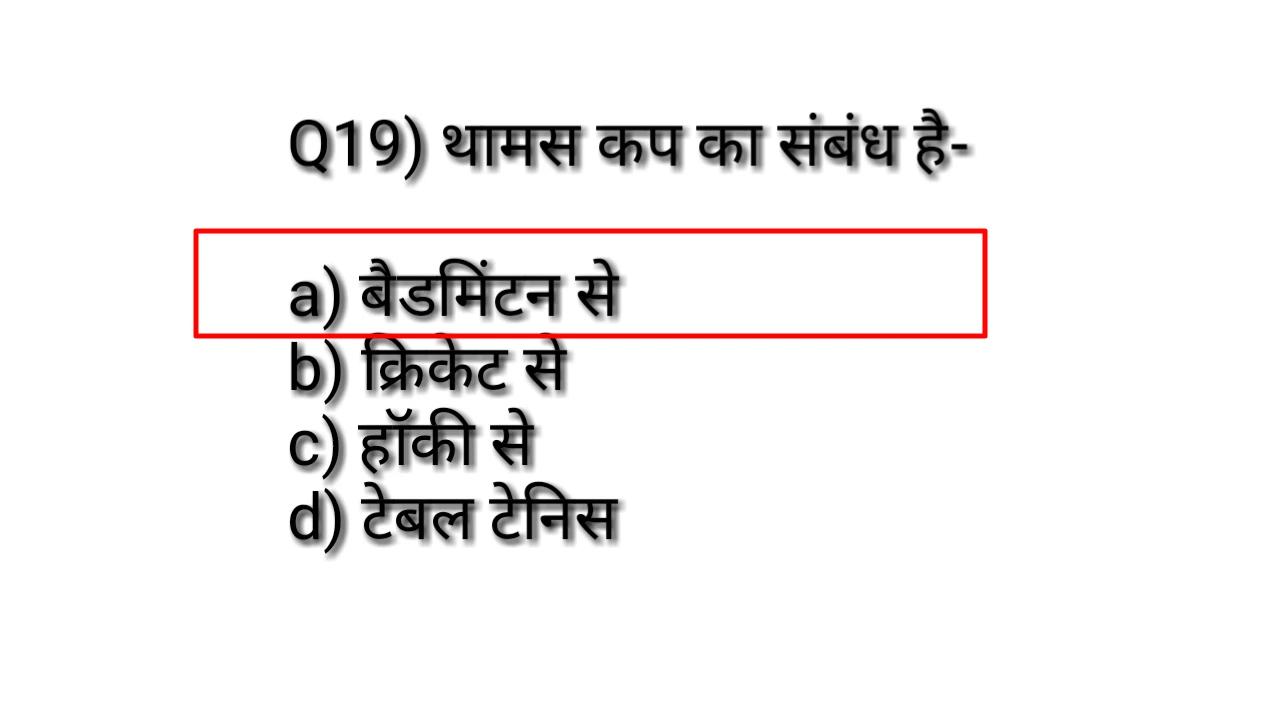 Q19) थामस कप का संबंध है-
a) बैडमिंटन से
b) क्रिकेट से
c) हॉकी से
d) टेबल टेनिस